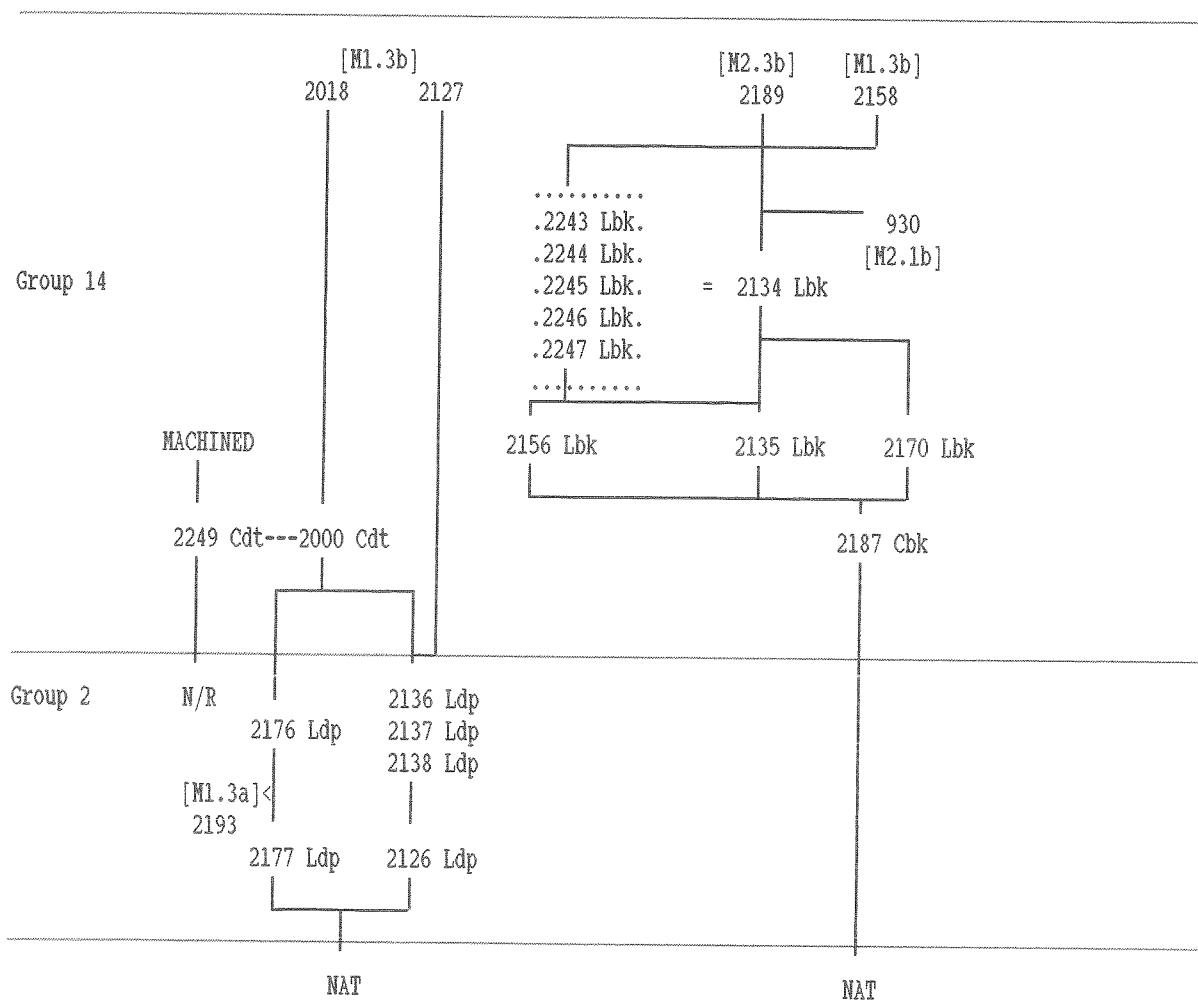 [M1.3b] [M2.3b] [M1.3b]
2018 2127 2189 2158
..........
.2243 Lbk. 930
.2244 Lbk. [M2.1b]
Group 14 .2245 Lbk. = 2134 Lbk
.2246 Lbk.
.2247 Lbk.
..........
MACHINED 2156 Lbk 2135 Lbk 2170 Lbk
2249 Cdt---2000 Cdt 2187 Cbk
Group 2 N/R 2136 Ldp
2176 Ldp 2137 Ldp
2138 Ldp
[M1.3a]<
2193
2177 Ldp 2126 Ldp
NAT NAT